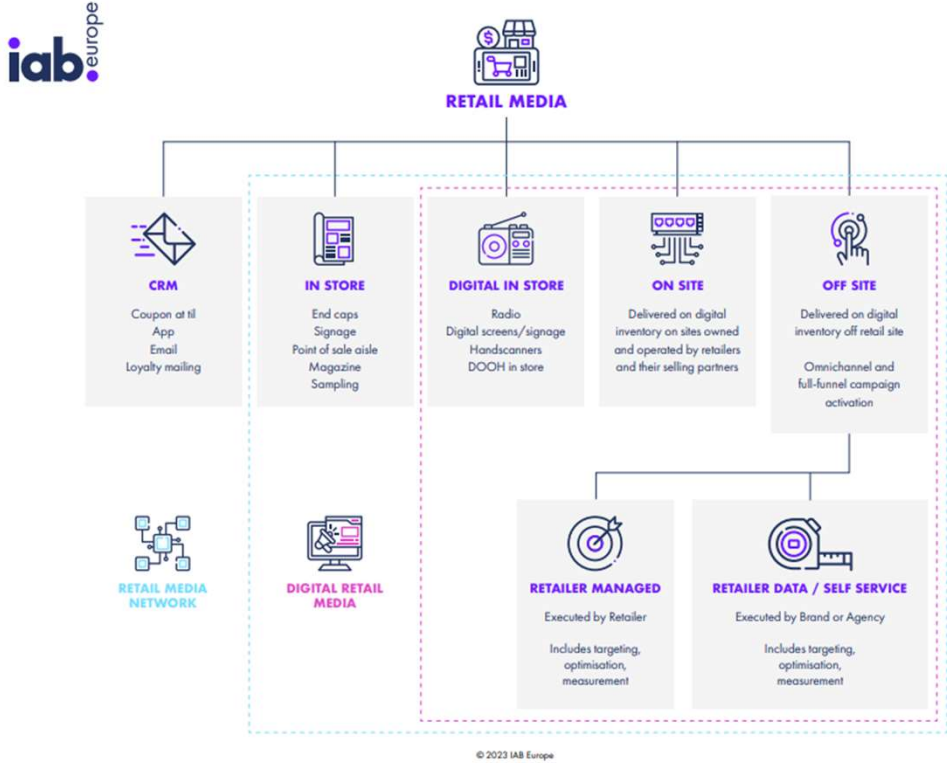 iab europe
RETAIL MEDIA
CRM
Coupon at til
App
Email
Loyalty mailing
IN STORE
End caps
Signage
Point of sale aisle
Magazine
Sampling
DIGITAL IN STORE
Radio
Digital screens/signage
Handscanners
DOOH in store
ON SITE
Delivered on digital
inventory on sites owned
and operated by retailers
and their selling partners
OFF SITE
Delivered on digital
inventory off retail site
Omnichannel and
full-funnel campaign
activation
RETAIL MEDIA
NETWORK
DIGITAL RETAIL
MEDIA
RETAILER MANAGED
Executed by Retailer
Includes targeting,
optimisation,
measurement
RETAILER DATA / SELF SERVICE
Executed by Brand or Agency
Includes targeting,
optimisation,
measurement
© 2023 IAB Europe